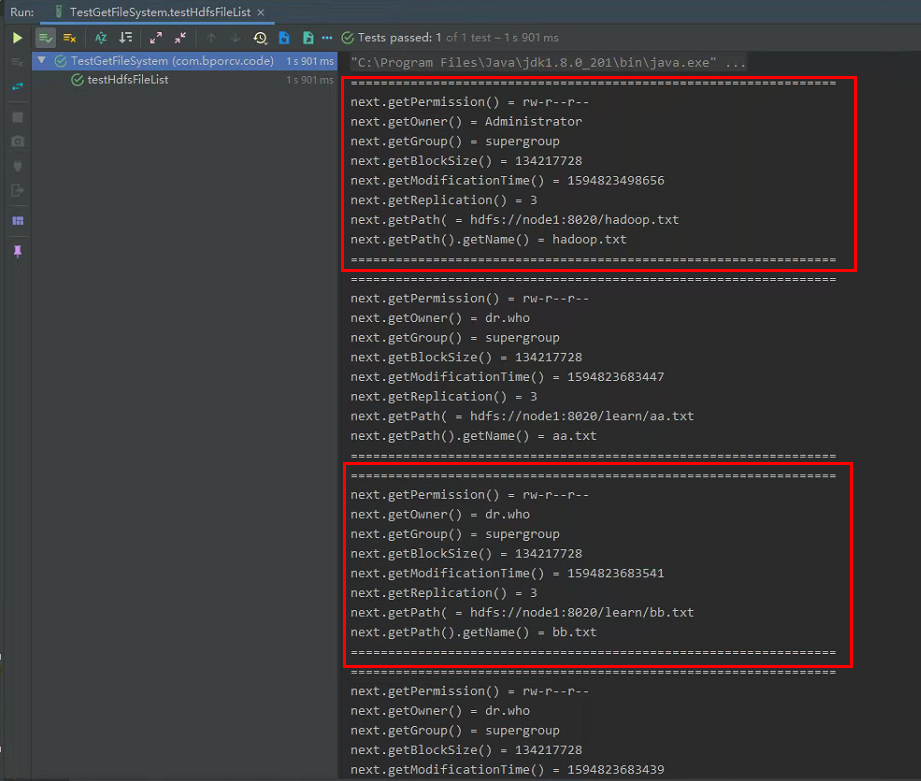 Run: TestGetFileSystem.testHdfsFileList ×
Tests passed: 1 of 1 test – 1 s 901 ms
TestGetFileSystem (com.bporcv.code) 1 s 901 ms
testHdfsFileList 1 s 901 ms
"C:\Program Files\Java\jdk1.8.0_201\bin\java.exe" ...
=================================================================
next.getPermission() = rw-r--r--
next.getOwner() = Administrator
next.getGroup() = supergroup
next.getBlockSize() = 134217728
next.getModificationTime() = 1594823498656
next.getReplication() = 3
next.getPath( = hdfs://node1:8020/hadoop.txt
next.getPath().getName() = hadoop.txt
=================================================================
=================================================================
next.getPermission() = rw-r--r--
next.getOwner() = dr.who
next.getGroup() = supergroup
next.getBlockSize() = 134217728
next.getModificationTime() = 1594823683447
next.getReplication() = 3
next.getPath( = hdfs://node1:8020/learn/aa.txt
next.getPath().getName() = aa.txt
=================================================================
=================================================================
next.getPermission() = rw-r--r--
next.getOwner() = dr.who
next.getGroup() = supergroup
next.getBlockSize() = 134217728
next.getModificationTime() = 1594823683541
next.getReplication() = 3
next.getPath( = hdfs://node1:8020/learn/bb.txt
next.getPath().getName() = bb.txt
=================================================================
=================================================================
next.getPermission() = rw-r--r--
next.getOwner() = dr.who
next.getGroup() = supergroup
next.getBlockSize() = 134217728
next.getModificationTime() = 1594823683439